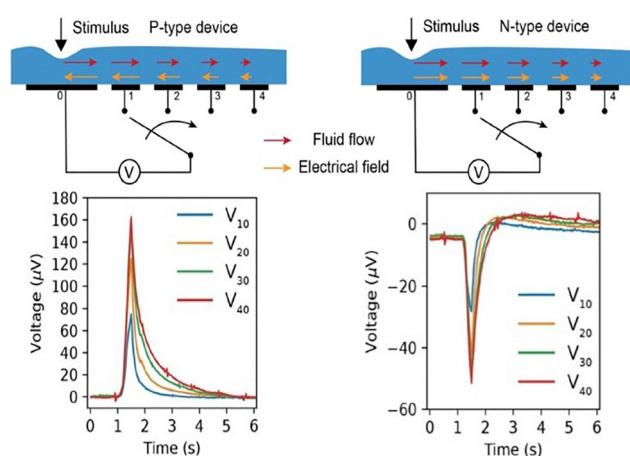 Stimulus P-type device
0 1 2 3 4
V
Stimulus N-type device
0 1 2 3 4
V
Fluid flow
Electrical field
180
160
140
120
100
80
60
40
20
0
Voltage (µV)
V10
V20
V30
V40
0 1 2 3 4 5 6
Time (s)
0
−20
−40
−60
Voltage (µV)
V10
V20
V30
V40
0 1 2 3 4 5 6
Time (s)